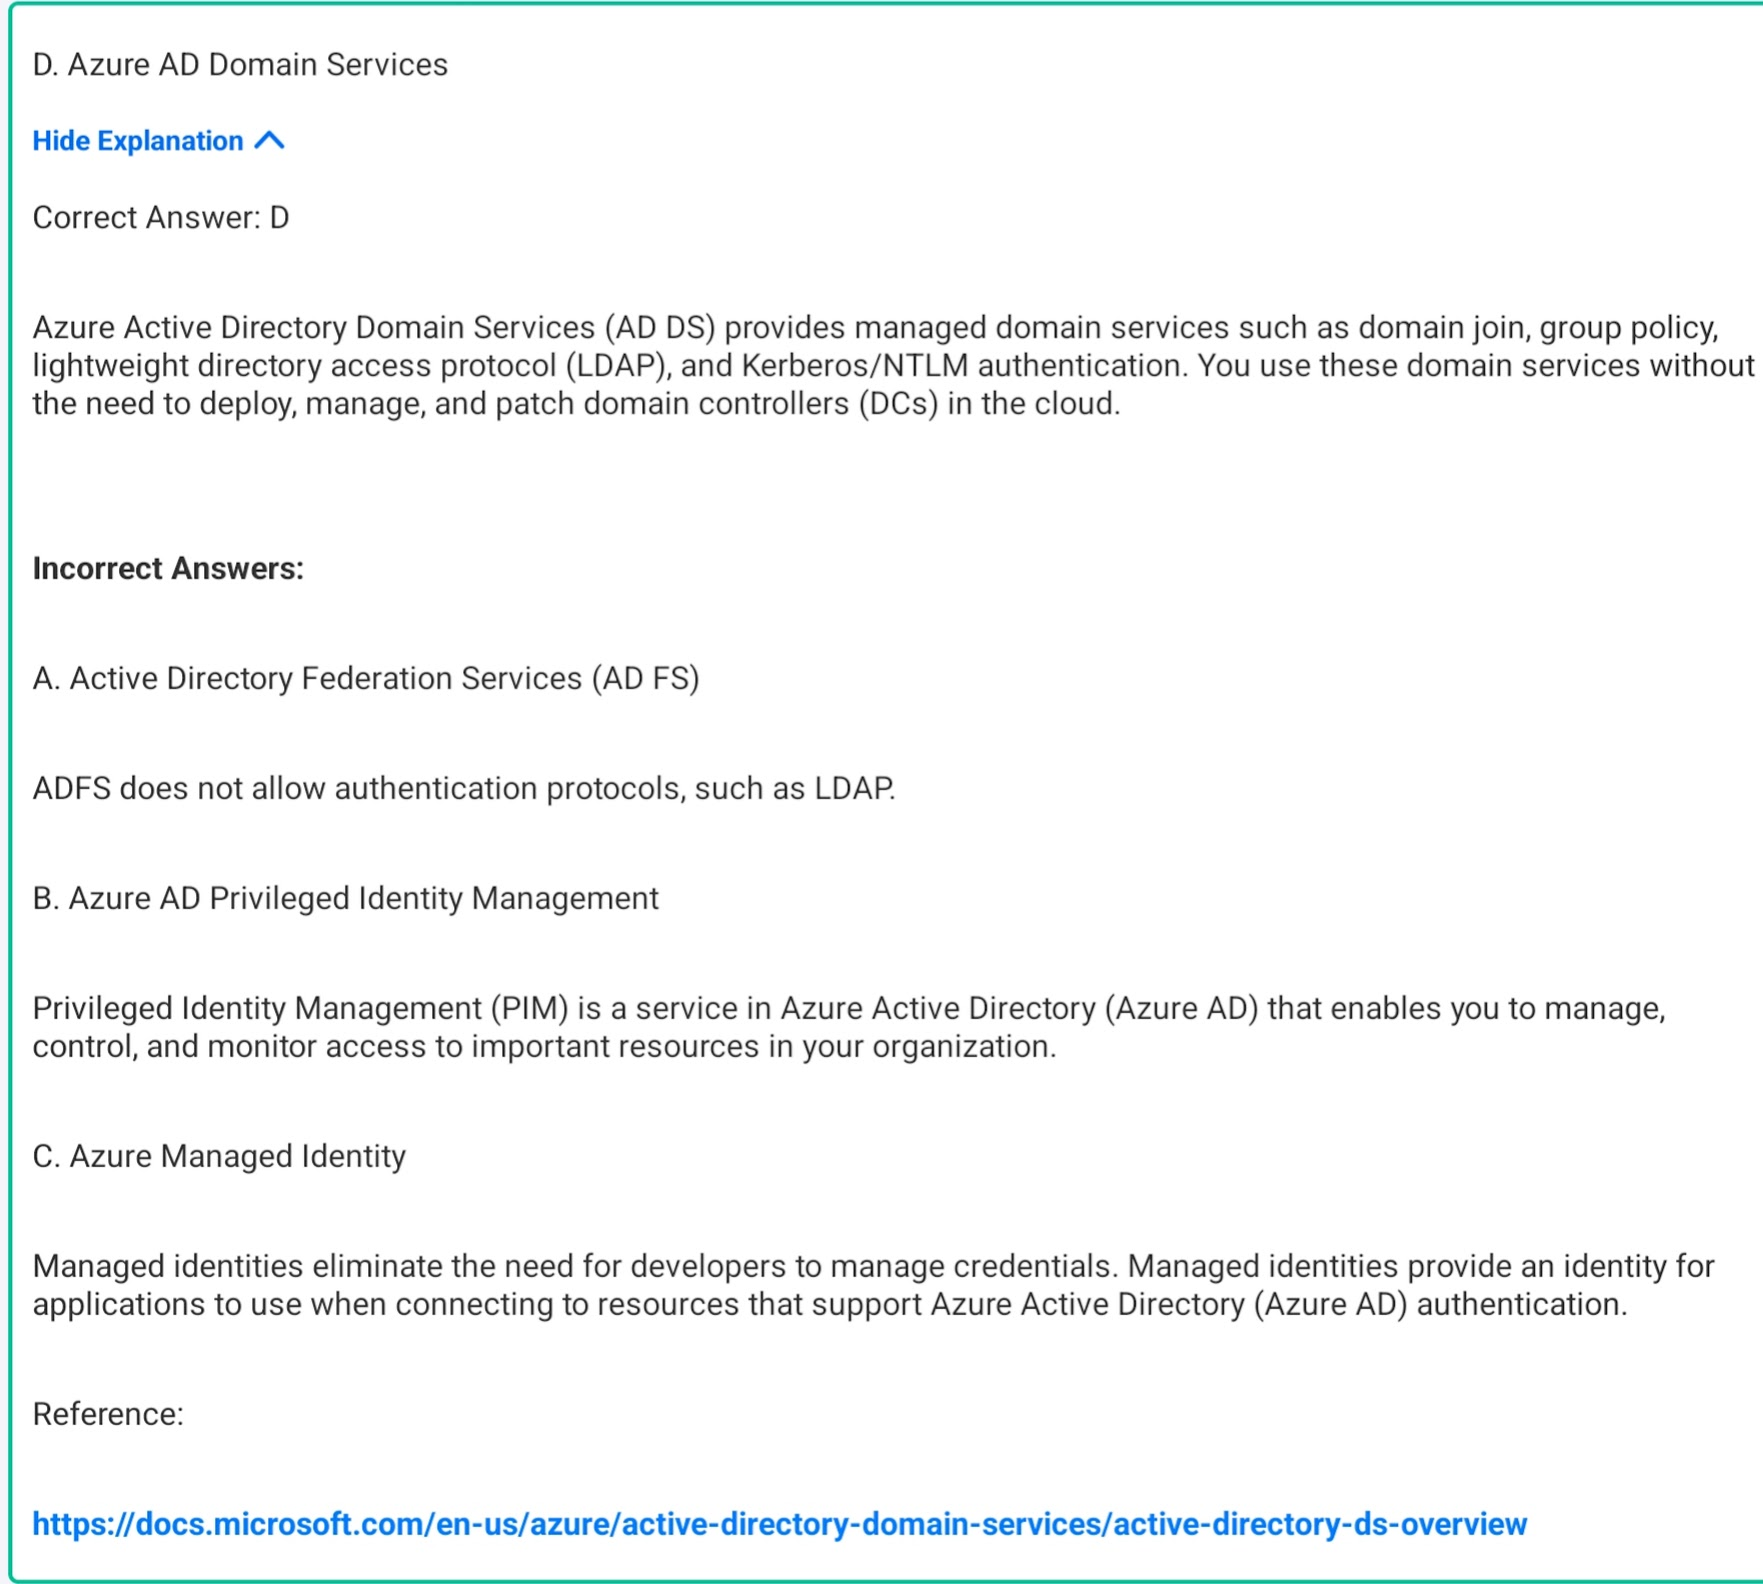 D. Azure AD Domain Services
Hide Explanation
Correct Answer: D
Azure Active Directory Domain Services (AD DS) provides managed domain services such as domain join, group policy,
lightweight directory access protocol (LDAP), and Kerberos/NTLM authentication. You use these domain services without
the need to deploy, manage, and patch domain controllers (DCs) in the cloud.
Incorrect Answers:
A. Active Directory Federation Services (AD FS)
ADFS does not allow authentication protocols, such as LDAP.
B. Azure AD Privileged Identity Management
Privileged Identity Management (PIM) is a service in Azure Active Directory (Azure AD) that enables you to manage,
control, and monitor access to important resources in your organization.
C. Azure Managed Identity
Managed identities eliminate the need for developers to manage credentials. Managed identities provide an identity for
applications to use when connecting to resources that support Azure Active Directory (Azure AD) authentication.
Reference:
https://docs.microsoft.com/en-us/azure/active-directory-domain-services/active-directory-ds-overview